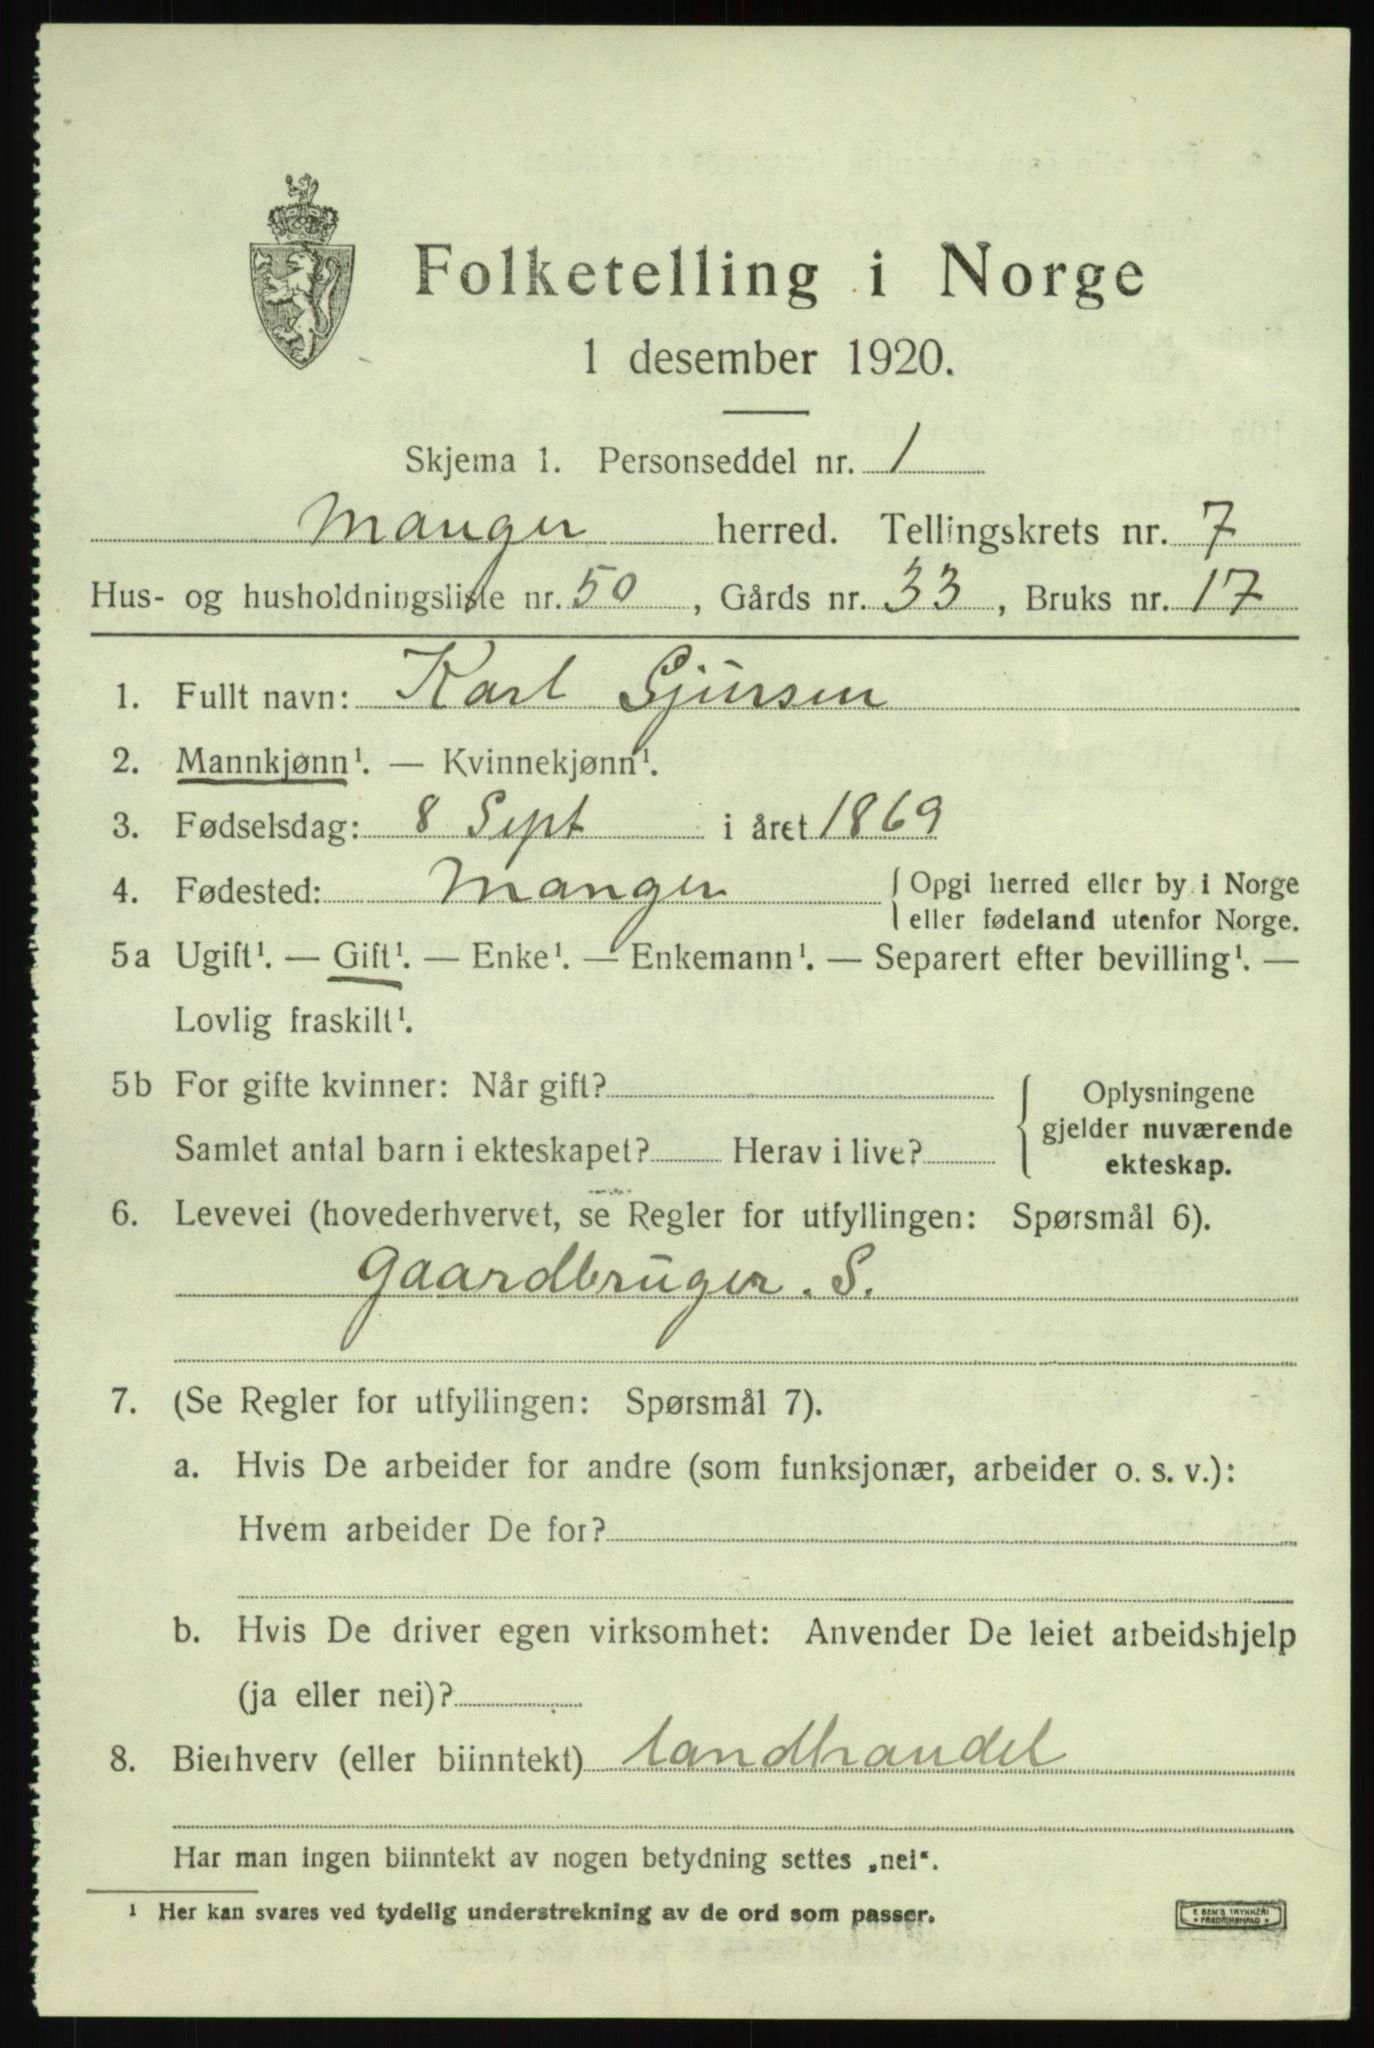 Folketelling i Norge
1 desember 1920.
Skjema 1. Personseddel nr. 1
Manger herred. Tellingskrets nr. 7
Hus- og husholdningsliste nr. 50, Gårds nr. 33, Bruks nr. 17
1. Fullt navn: Karl Sjursen
2. Mannkjønn¹. — Kvinnekjønn¹.
3. Fødselsdag: 8 Sept i året 1869
4. Fødested: Manger { Opgi herred eller by i Norge
eller fødeland utenfor Norge.
5a Ugift¹. — Gift¹. — Enke¹. — Enkemann¹. — Separert efter bevilling¹. —
Lovlig fraskilt¹.
5b For gifte kvinner: Når gift? { Oplysningene
gjelder nuværende
Samlet antal barn i ekteskapet? Herav i live?
ekteskap.
6. Levevei (hovederhvervet, se Regler for utfyllingen: Spørsmål 6).
Gaardbruger. S.
7. (Se Regler for utfyllingen: Spørsmål 7).
a. Hvis De arbeider for andre (som funksjonær, arbeider o. s. v.):
Hvem arbeider De for?
b. Hvis De driver egen virksomhet: Anvender De leiet arbeidshjelp
(ja eller nei)?
8. Bierhverv (eller biinntekt) landhandel
Har man ingen biinntekt av nogen betydning settes „nei“.
¹ Her kan svares ved tydelig understrekning av de ord som passer.
E SEM'S TRYKKERI
FREDRIKSHALD